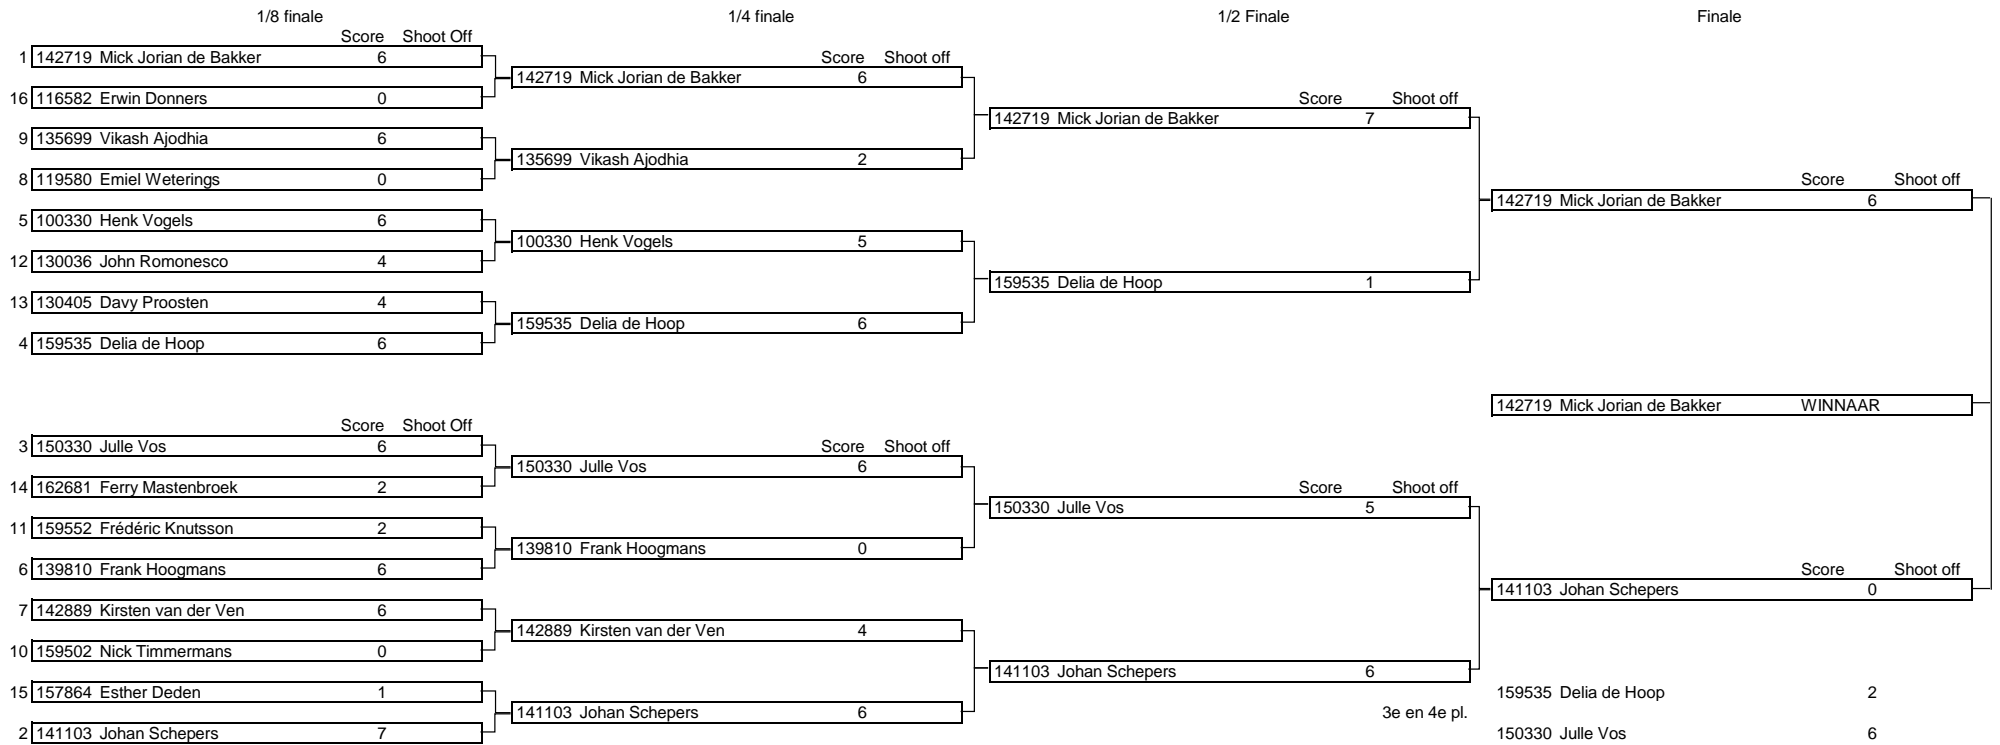 1/8 finale 1/4 finale 1/2 Finale Finale
Score Shoot Off
1 142719 Mick Jorian de Bakker 6 Score Shoot off
142719 Mick Jorian de Bakker 6
16 116582 Erwin Donners 0 Score Shoot off
142719 Mick Jorian de Bakker 7
9 135699 Vikash Ajodhia 6
135699 Vikash Ajodhia 2
8 119580 Emiel Weterings 0 Score Shoot off
142719 Mick Jorian de Bakker 6
5 100330 Henk Vogels 6
100330 Henk Vogels 5
12 130036 John Romonesco 4
159535 Delia de Hoop 1
13 130405 Davy Proosten 4
159535 Delia de Hoop 6
4 159535 Delia de Hoop 6
142719 Mick Jorian de Bakker WINNAAR
Score Shoot Off
3 150330 Julle Vos 6 Score Shoot off
150330 Julle Vos 6
14 162681 Ferry Mastenbroek 2 Score Shoot off
150330 Julle Vos 5
11 159552 Frédéric Knutsson 2
139810 Frank Hoogmans 0
6 139810 Frank Hoogmans 6 Score Shoot off
141103 Johan Schepers 0
7 142889 Kirsten van der Ven 6
142889 Kirsten van der Ven 4
10 159502 Nick Timmermans 0
141103 Johan Schepers 6
15 157864 Esther Deden 1 159535 Delia de Hoop 2
141103 Johan Schepers 6 3e en 4e pl.
2 141103 Johan Schepers 7 150330 Julle Vos 6